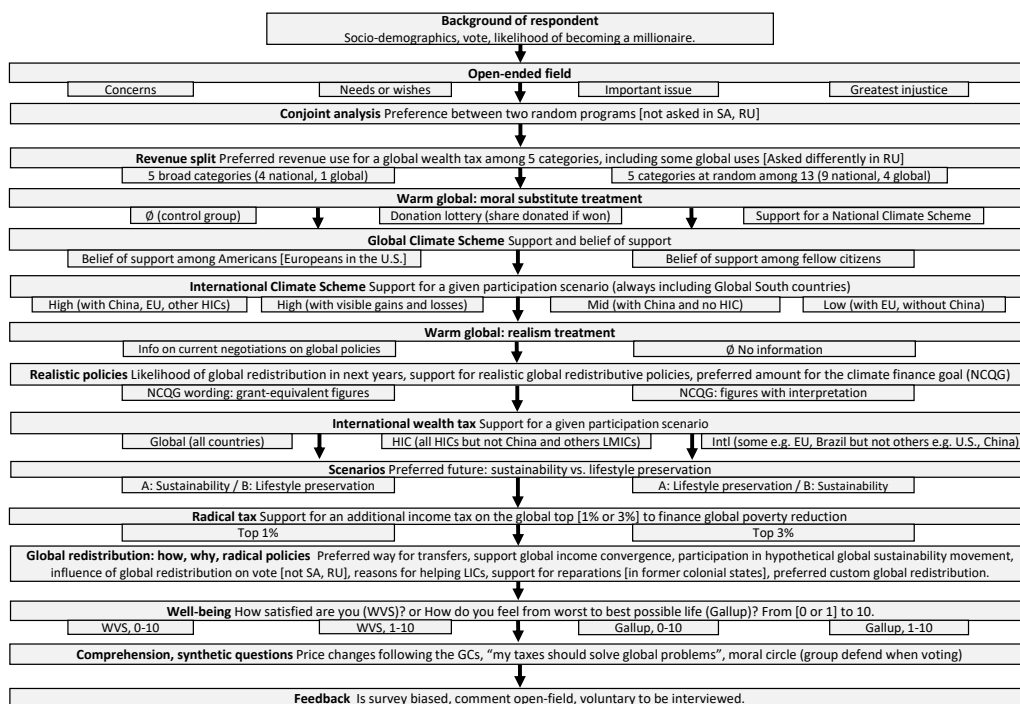 Background of respondent
Socio-demographics, vote, likelihood of becoming a millionaire.
Open-ended field
Concerns
Needs or wishes
Important issue
Greatest injustice
Conjoint analysis Preference between two random programs [not asked in SA, RU]
Revenue split Preferred revenue use for a global wealth tax among 5 categories, including some global uses [Asked differently in RU]
5 broad categories (4 national, 1 global)
5 categories at random among 13 (9 national, 4 global)
Warm global: moral substitute treatment
Ø (control group)
Donation lottery (share donated if won)
Support for a National Climate Scheme
Global Climate Scheme Support and belief of support
Belief of support among Americans [Europeans in the U.S.]
Belief of support among fellow citizens
International Climate Scheme Support for a given participation scenario (always including Global South countries)
High (with China, EU, other HICs)
High (with visible gains and losses)
Mid (with China and no HIC)
Low (with EU, without China)
Warm global: realism treatment
Info on current negotiations on global policies
Ø No information
Realistic policies Likelihood of global redistribution in next years, support for realistic global redistributive policies, preferred amount for the climate finance goal (NCQG)
NCQG wording: grant-equivalent figures
NCQG: figures with interpretation
International wealth tax Support for a given participation scenario
Global (all countries)
HIC (all HICs but not China and others LMICs)
Intl (some e.g. EU, Brazil but not others e.g. U.S., China)
Scenarios Preferred future: sustainability vs. lifestyle preservation
A: Sustainability / B: Lifestyle preservation
A: Lifestyle preservation / B: Sustainability
Radical tax Support for an additional income tax on the global top [1% or 3%] to finance global poverty reduction
Top 1%
Top 3%
Global redistribution: how, why, radical policies Preferred way for transfers, support global income convergence, participation in hypothetical global sustainability movement,
influence of global redistribution on vote [not SA, RU], reasons for helping LICs, support for reparations [in former colonial states], preferred custom global redistribution.
Well-being How satisfied are you (WVS)? or How do you feel from worst to best possible life (Gallup)? From [0 or 1] to 10.
WVS, 0-10
WVS, 1-10
Gallup, 0-10
Gallup, 1-10
Comprehension, synthetic questions Price changes following the GCs, “my taxes should solve global problems”, moral circle (group defend when voting)
Feedback Is survey biased, comment open-field, voluntary to be interviewed.